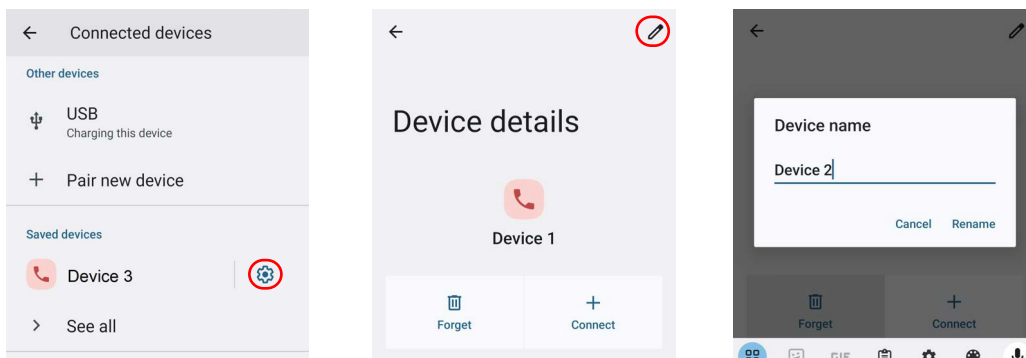 Connected devices
Other devices
USB
Charging this device
Pair new device
Saved devices
Device 3
See all
Device details
Device 1
Forget
Connect
Device name
Device 2
Cancel
Rename
Forget
Connect
GIF